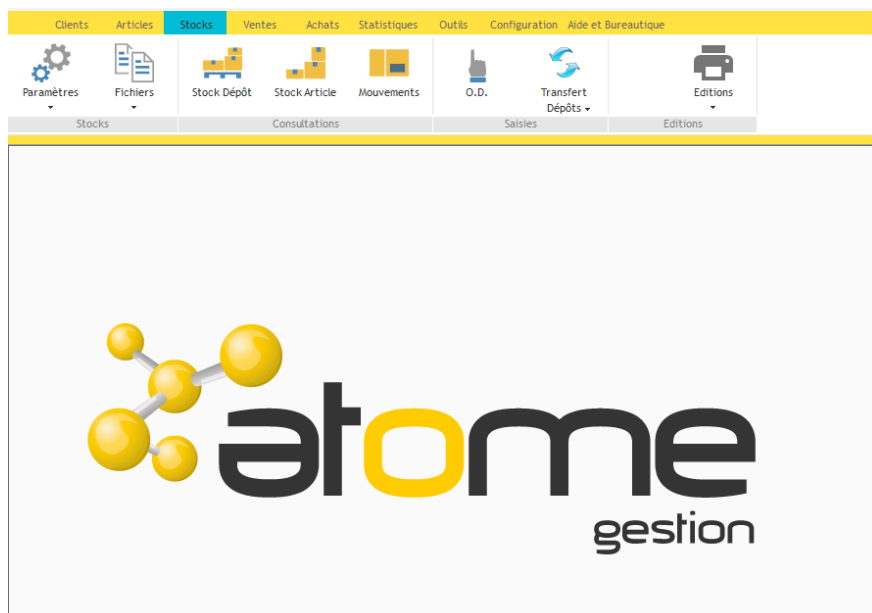 Clients Articles Stocks Ventes Achats Statistiques Outils Configuration Aide et Bureautique
Paramètres Fichiers Stock Dépôt Stock Article Mouvements O.D. Transfert Dépôts Editions
Stocks Consultations Saisies Editions
atome
gestion